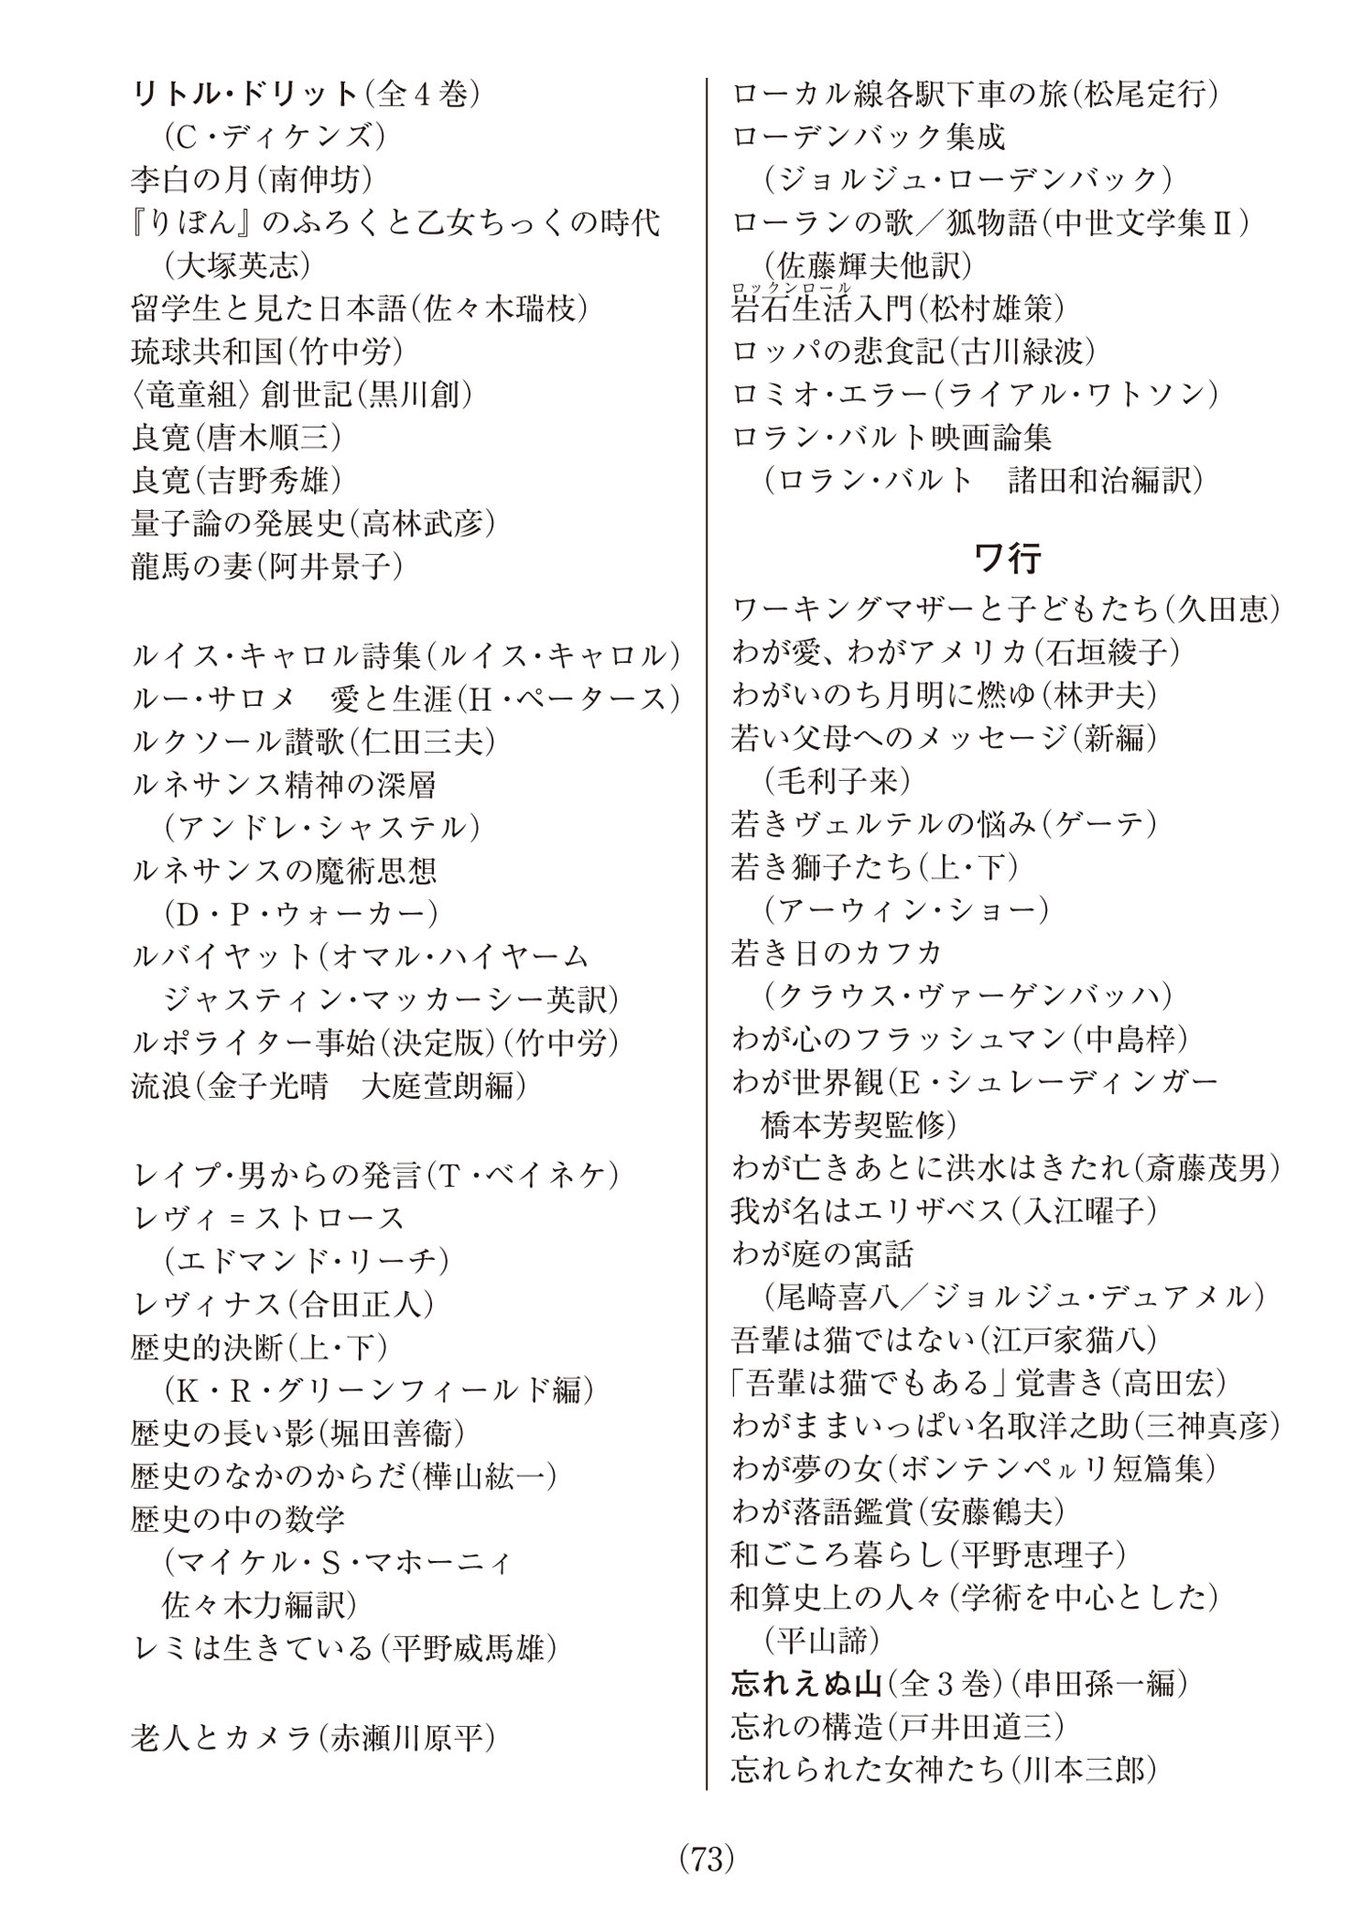 リトル・ドリット(全4巻)
(C・ディケンズ)
李白の月(南伸坊)
『りぼん』のふろくと乙女ちっくの時代
(大塚英志)
留学生と見た日本語(佐々木瑞枝)
琉球共和国(竹中労)
〈竜童組〉創世記(黒川創)
良寛(唐木順三)
良寛(吉野秀雄)
量子論の発展史(高林武彦)
龍馬の妻(阿井景子)
ルイス・キャロル詩集(ルイス・キャロル)
ルー・サロメ 愛と生涯(H・ペータース)
ルクソール讃歌(仁田三夫)
ルネサンス精神の深層
(アンドレ・シャステル)
ルネサンスの魔術思想
(D・P・ウォーカー)
ルバイヤット(オマル・ハイヤーム
ジャスティン・マッカーシー英訳)
ルポライター事始(決定版)(竹中労)
流浪(金子光晴 大庭萱朗編)
レイプ・男からの発言(T・ベイネケ)
レヴィ=ストロース
(エドマンド・リーチ)
レヴィナス(合田正人)
歴史的決断(上・下)
(K・R・グリーンフィールド編)
歴史の長い影(堀田善衞)
歴史のなかのからだ(樺山紘一)
歴史の中の数学
(マイケル・S・マホーニィ
佐々木力編訳)
レミは生きている(平野威馬雄)
老人とカメラ(赤瀬川原平)
ローカル線各駅下車の旅(松尾定行)
ローデンバック集成
(ジョルジュ・ローデンバック)
ローランの歌／狐物語(中世文学集Ⅱ)
(佐藤輝夫他訳)
ロックンロール
岩石生活入門(松村雄策)
ロッパの悲食記(古川緑波)
ロミオ・エラー(ライアル・ワトソン)
ロラン・バルト映画論集
(ロラン・バルト 諸田和治編訳)
ワ行
ワーキングマザーと子どもたち(久田恵)
わが愛、わがアメリカ(石垣綾子)
わがいのち月明に燃ゆ(林尹夫)
若い父母へのメッセージ(新編)
(毛利子来)
若きヴェルテルの悩み(ゲーテ)
若き獅子たち(上・下)
(アーウィン・ショー)
若き日のカフカ
(クラウス・ヴァーゲンバッハ)
わが心のフラッシュマン(中島梓)
わが世界観(E・シュレーディンガー
橋本芳契監修)
わが亡きあとに洪水はきたれ(斎藤茂男)
我が名はエリザベス(入江曜子)
わが庭の寓話
(尾崎喜八／ジョルジュ・デュアメル)
吾輩は猫ではない(江戸家猫八)
「吾輩は猫でもある」覚書き(高田宏)
わがままいっぱい名取洋之助(三神真彦)
わが夢の女(ボンテンペルリ短篇集)
わが落語鑑賞(安藤鶴夫)
和ごころ暮らし(平野恵理子)
和算史上の人々(学術を中心とした)
(平山諦)
忘れえぬ山(全3巻)(串田孫一編)
忘れの構造(戸井田道三)
忘れられた女神たち(川本三郎)
(73)